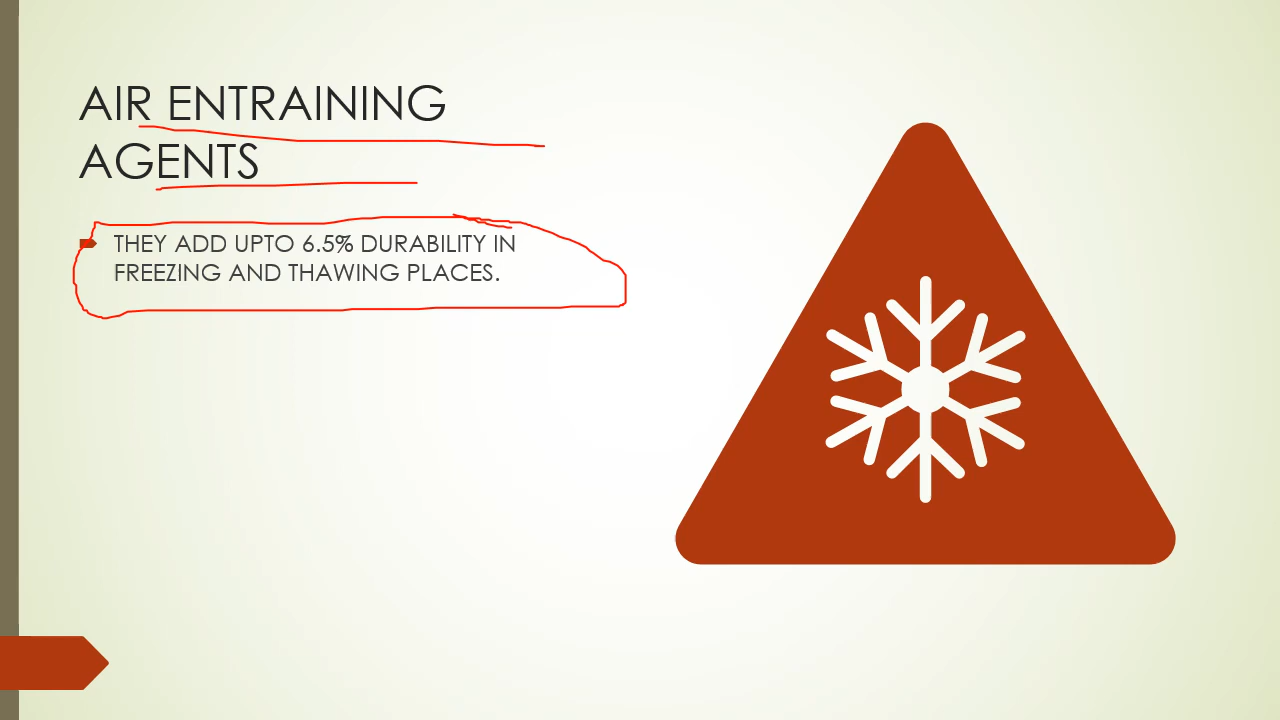 AIR ENTRAINING
AGENTS
THEY ADD UPTO 6.5% DURABILITY IN
FREEZING AND THAWING PLACES.